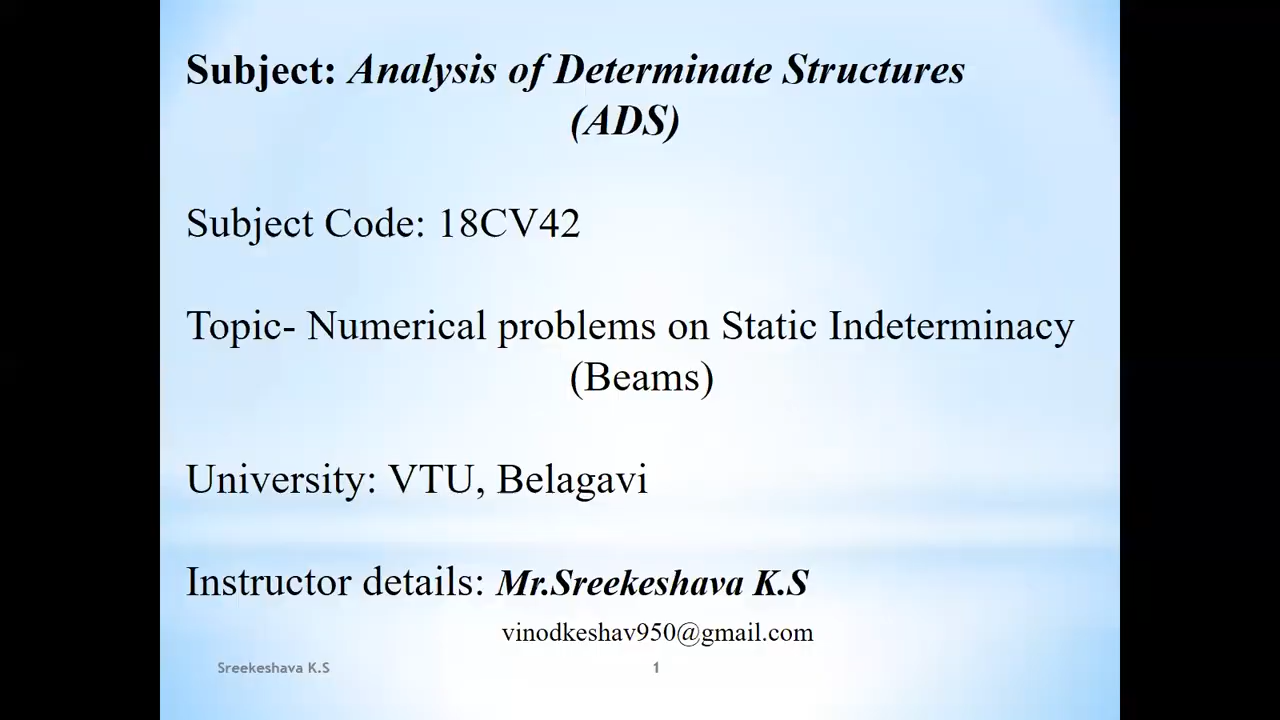 Subject: Analysis of Determinate Structures
(ADS)
Subject Code: 18CV42
Topic- Numerical problems on Static Indeterminacy
(Beams)
University: VTU, Belagavi
Instructor details: Mr.Sreekeshava K.S
vinodkeshav950@gmail.com
Sreekeshava K.S 1